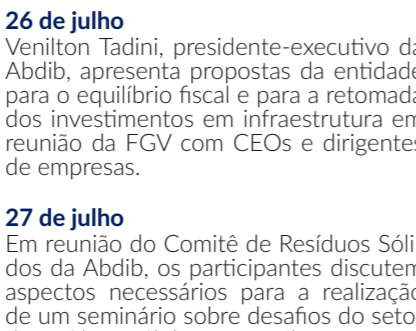 26 de julho
Venilton Tadini, presidente-executivo da
Abdib, apresenta propostas da entidade
para o equilíbrio fiscal e para a retomada
dos investimentos em infraestrutura em
reunião da FGV com CEOs e dirigentes
de empresas.
27 de julho
Em reunião do Comitê de Resíduos Sóli
dos da Abdib, os participantes discutem
aspectos necessários para a realização
de um seminário sobre desafios do seto